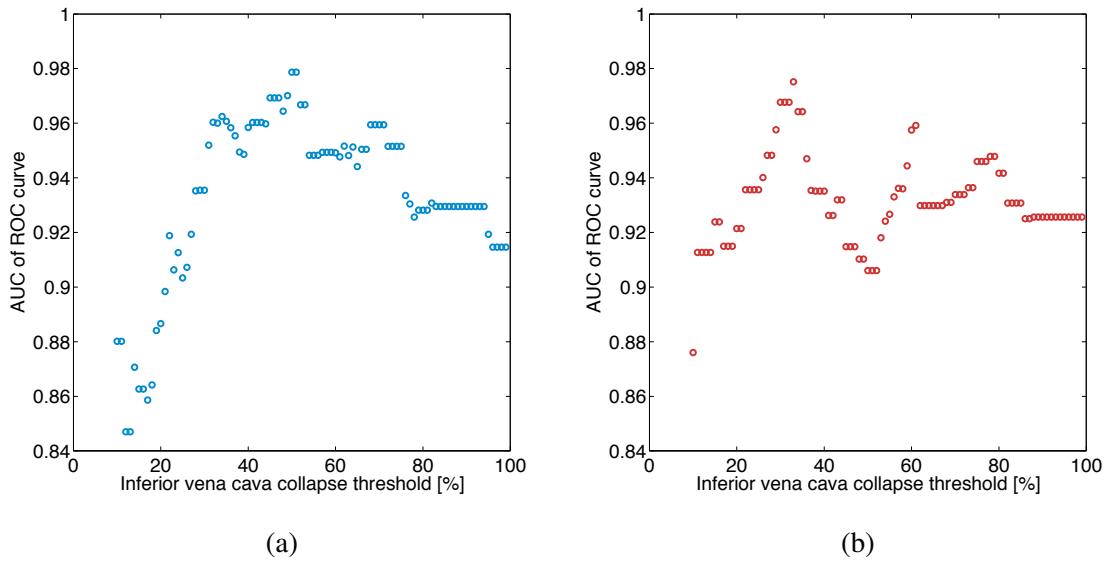 1
0.98
0.96
0.94
0.92
0.9
0.88
0.86
0.84
AUC of ROC curve
0 20 40 60 80 100
Inferior vena cava collapse threshold [%]
(a)
1
0.98
0.96
0.94
0.92
0.9
0.88
0.86
0.84
AUC of ROC curve
0 20 40 60 80 100
Inferior vena cava collapse threshold [%]
(b)